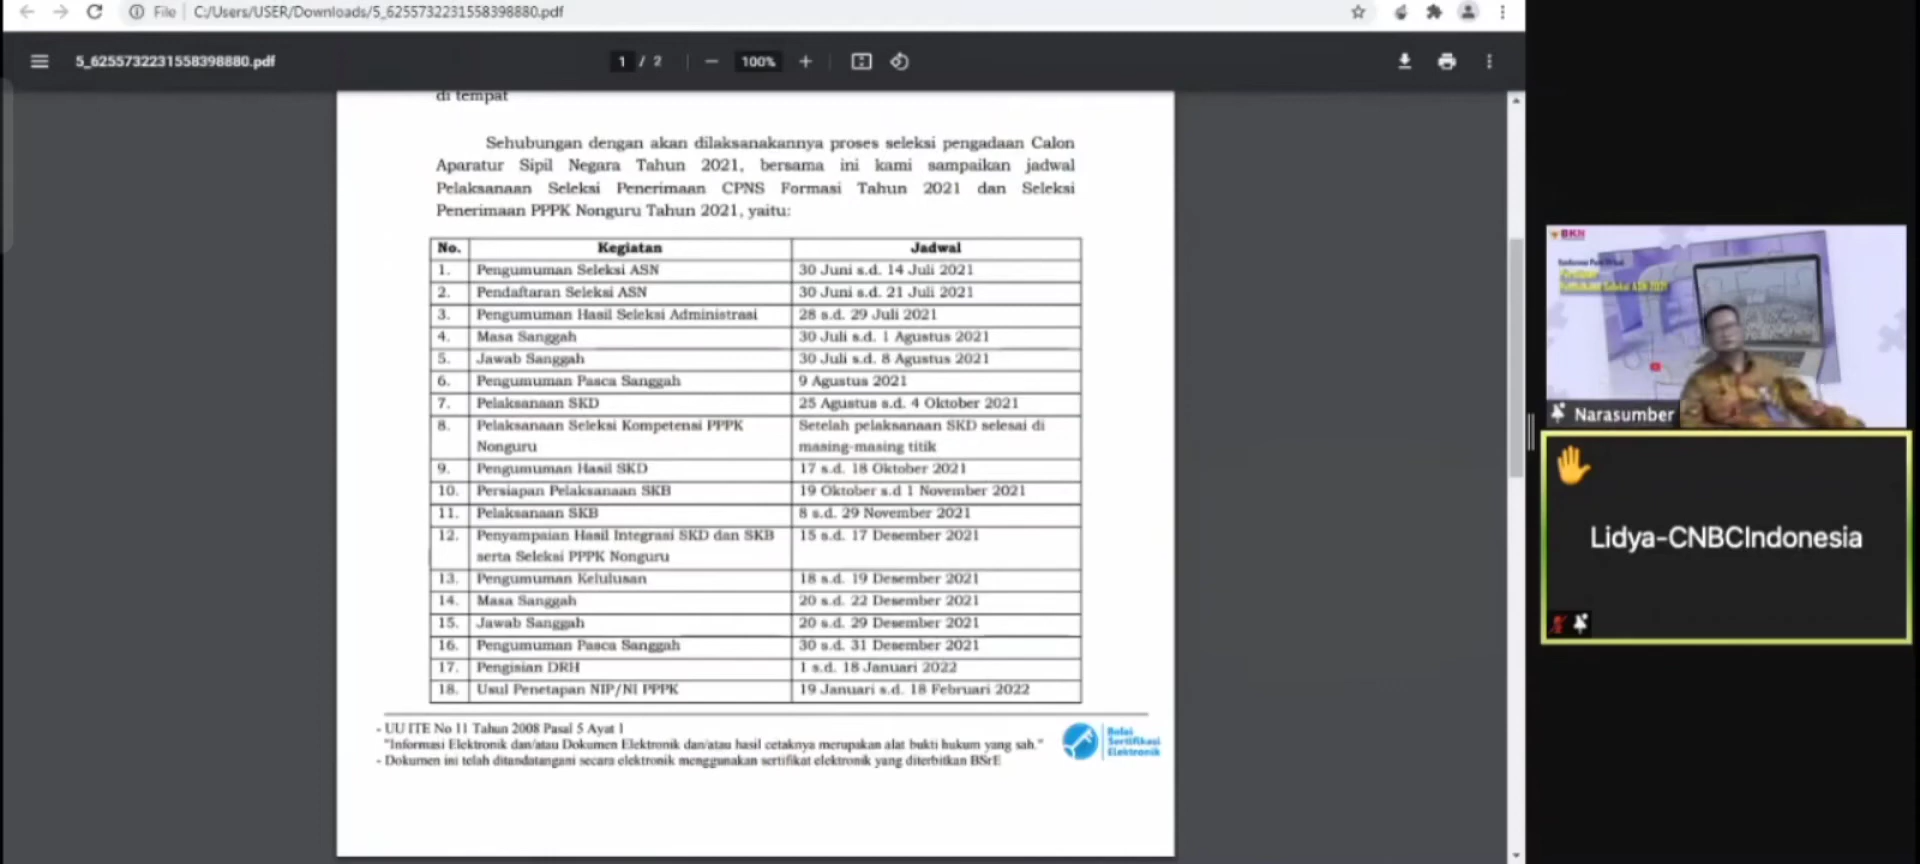 File
C:/Users/USER/Downloads/5_6255732231558398880.pdf
5_6255732231558398880.pdf
1 / 2
100%
di tempat
Sehubungan dengan akan dilaksanakannya proses seleksi pengadaan Calon
Aparatur Sipil Negara Tahun 2021, bersama ini kami sampaikan jadwal
Pelaksanaan Seleksi Penerimaan CPNS Formasi Tahun 2021 dan Seleksi
Penerimaan PPPK Nonguru Tahun 2021, yaitu:
No. Kegiatan Jadwal
1. Pengumuman Seleksi ASN 30 Juni s.d. 14 Juli 2021
2. Pendaftaran Seleksi ASN 30 Juni s.d. 21 Juli 2021
3. Pengumuman Hasil Seleksi Administrasi 28 s.d. 29 Juli 2021
4. Masa Sanggah 30 Juli s.d. 1 Agustus 2021
5. Jawab Sanggah 30 Juli s.d. 8 Agustus 2021
6. Pengumuman Pasca Sanggah 9 Agustus 2021
7. Pelaksanaan SKD 25 Agustus s.d. 4 Oktober 2021
8. Pelaksanaan Seleksi Kompetensi PPPK Setelah pelaksanaan SKD selesai di
Nonguru masing-masing titik
9. Pengumuman Hasil SKD 17 s.d. 18 Oktober 2021
10. Persiapan Pelaksanaan SKB 19 Oktober s.d 1 November 2021
11. Pelaksanaan SKB 8 s.d. 29 November 2021
12. Penyampaian Hasil Integrasi SKD dan SKB 15 s.d. 17 Desember 2021
serta Seleksi PPPK Nonguru
13. Pengumuman Kelulusan 18 s.d. 19 Desember 2021
14. Masa Sanggah 20 s.d. 22 Desember 2021
15. Jawab Sanggah 20 s.d. 29 Desember 2021
16. Pengumuman Pasca Sanggah 30 s.d. 31 Desember 2021
17. Pengisian DRH 1 s.d. 18 Januari 2022
18. Usul Penetapan NIP/NI PPPK 19 Januari s.d. 18 Februari 2022
- UU ITE No 11 Tahun 2008 Pasal 5 Ayat 1
"Informasi Elektronik dan/atau Dokumen Elektronik dan/atau hasil cetaknya merupakan alat bukti hukum yang sah."
- Dokumen ini telah ditandatangani secara elektronik menggunakan sertifikat elektronik yang diterbitkan BSrE
Balai
Sertifikasi
Elektronik
BKN
Seleksi ASN 2021
Narasumber
Lidya-CNBCIndonesia